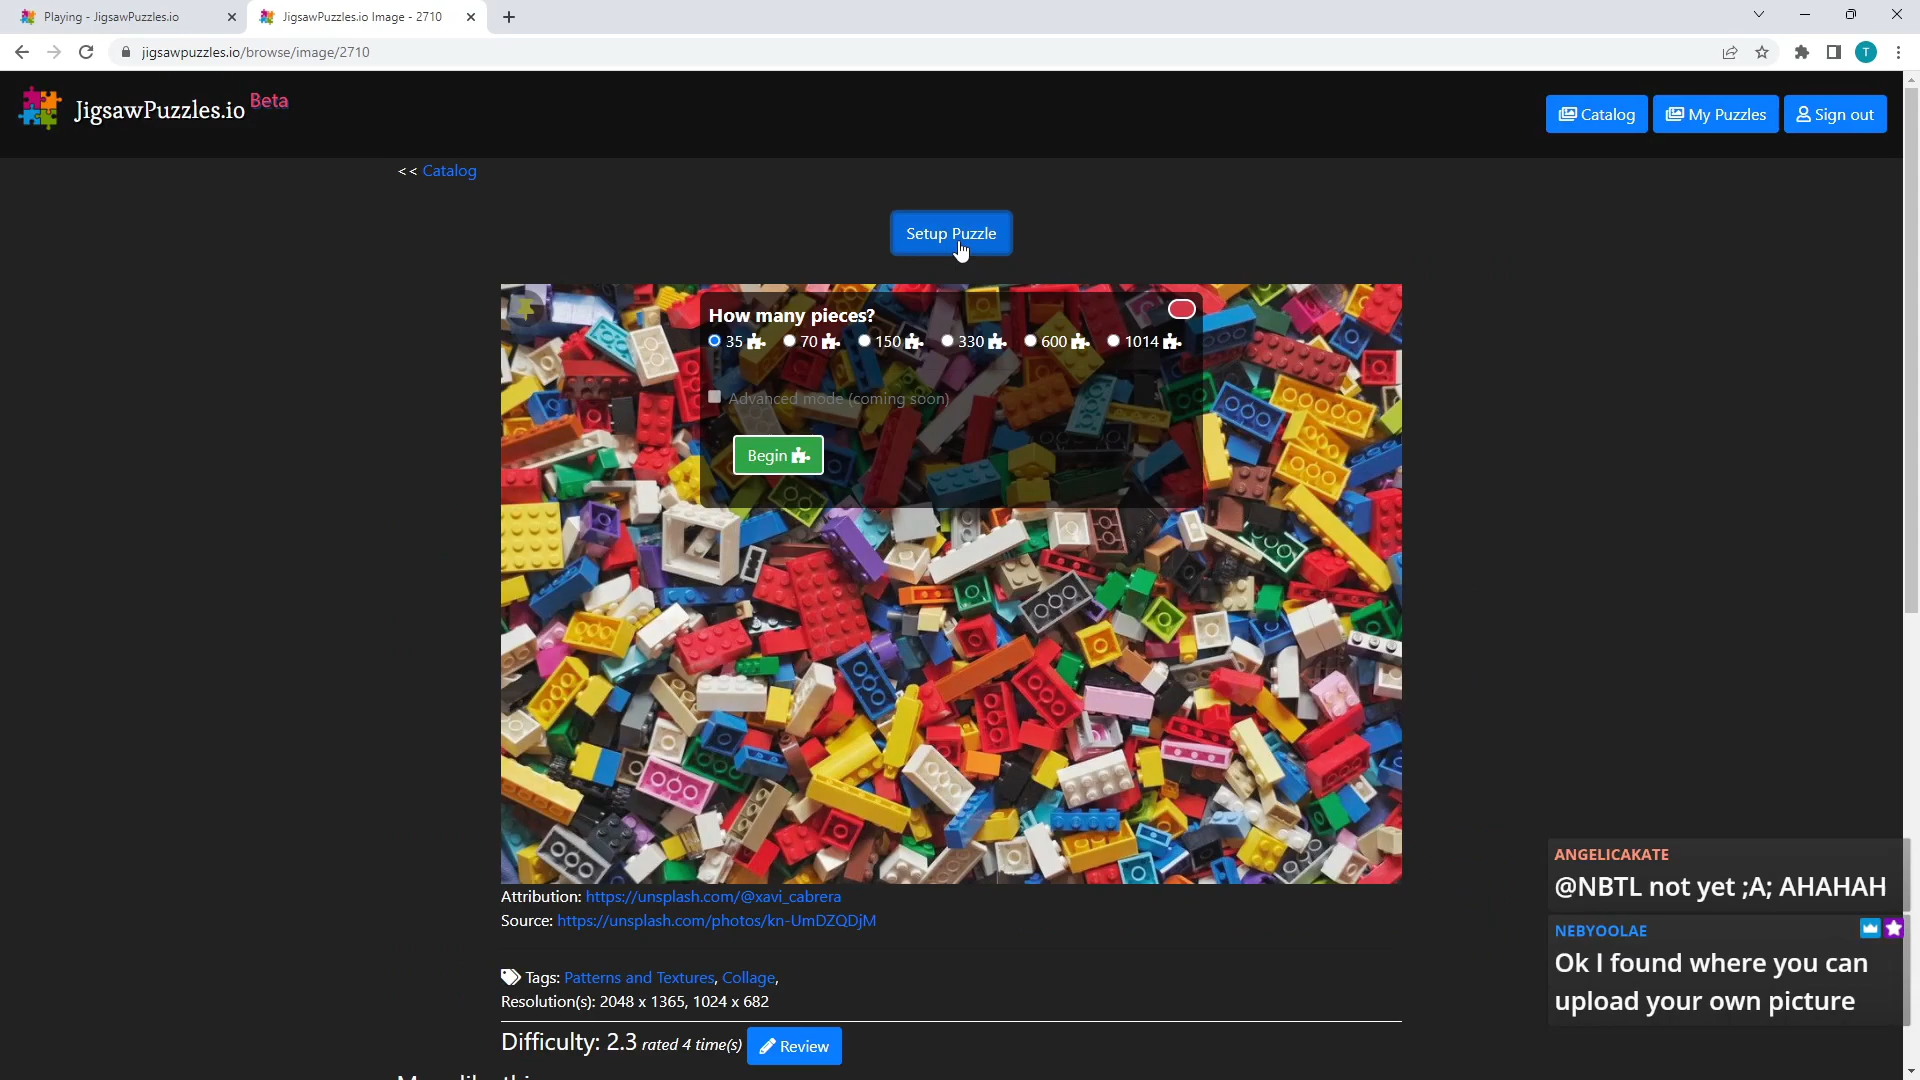 Playing - JigsawPuzzles.io
JigsawPuzzles.io Image - 2710
jigsawpuzzles.io/browse/image/2710
T
JigsawPuzzles.io Beta
Catalog
My Puzzles
Sign out
<< Catalog
Setup Puzzle
How many pieces?
35 70 150 330 600 1014
Advanced mode (coming soon)
Begin
Attribution: https://unsplash.com/@xavi_cabrera
Source: https://unsplash.com/photos/kn-UmDZQDjM
Tags: Patterns and Textures, Collage,
Resolution(s): 2048 x 1365, 1024 x 682
Difficulty: 2.3 rated 4 time(s) Review
ANGELICAKATE
@NBTL not yet ;A; AHAHAH
NEBYOOLAE
Ok I found where you can
upload your own picture